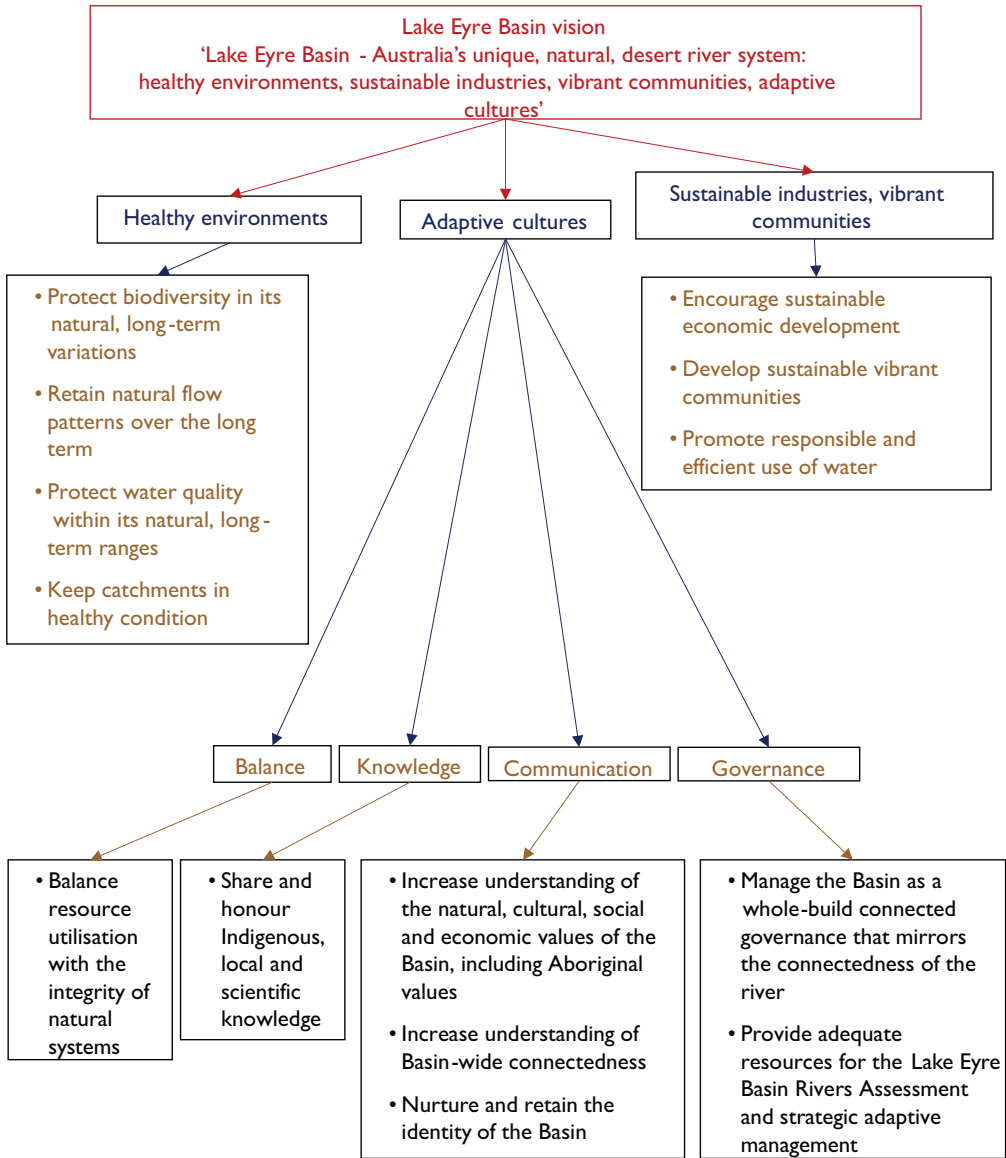 Lake Eyre Basin vision
‘Lake Eyre Basin - Australia’s unique, natural, desert river system:
healthy environments, sustainable industries, vibrant communities, adaptive
cultures’
Healthy environments
Adaptive cultures
Sustainable industries, vibrant
communities
• Protect biodiversity in its
natural, long-term
variations
• Retain natural flow
patterns over the long
term
• Protect water quality
within its natural, long-
term ranges
• Keep catchments in
healthy condition
• Encourage sustainable
economic development
• Develop sustainable vibrant
communities
• Promote responsible and
efficient use of water
Balance
Knowledge
Communication
Governance
• Balance
resource
utilisation
with the
integrity of
natural
systems
• Share and
honour
Indigenous,
local and
scientific
knowledge
• Increase understanding of
the natural, cultural, social
and economic values of the
Basin, including Aboriginal
values
• Increase understanding of
Basin-wide connectedness
• Nurture and retain the
identity of the Basin
• Manage the Basin as a
whole-build connected
governance that mirrors
the connectedness of the
river
• Provide adequate
resources for the Lake Eyre
Basin Rivers Assessment
and strategic adaptive
management